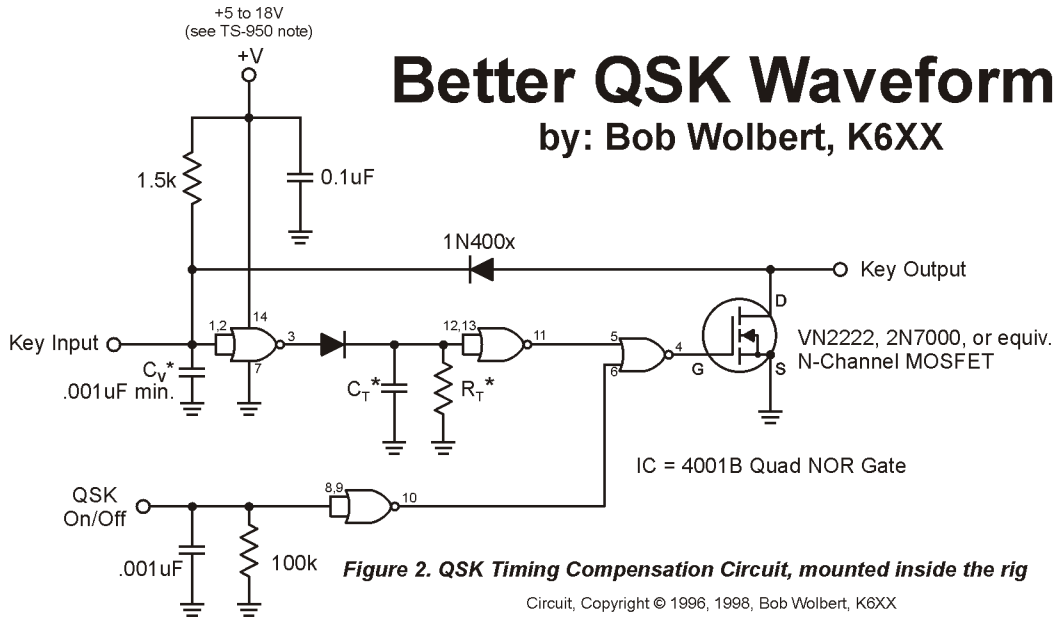 +5 to 18V
(see TS-950 note)
+V
Better QSK Waveform
by: Bob Wolbert, K6XX
1.5k
0.1uF
1N400x
Key Output
D
1,2
14
3
12,13
11
5
4
VN2222, 2N7000, or equiv.
N-Channel MOSFET
Key Input
7
6
G
S
CV*
.001uF min.
CT*
RT*
IC = 4001B Quad NOR Gate
QSK
On/Off
8,9
10
.001uF
100k
Figure 2. QSK Timing Compensation Circuit, mounted inside the rig
Circuit, Copyright © 1996, 1998, Bob Wolbert, K6XX